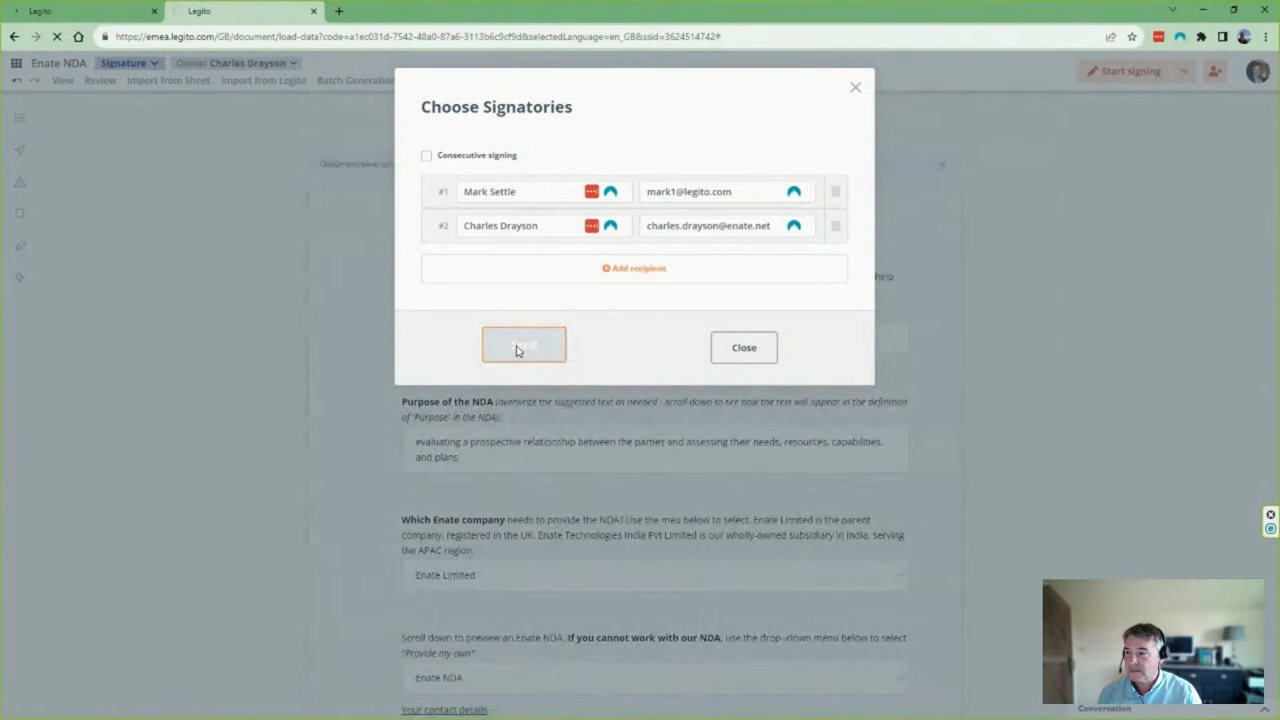 Legito
Legito
https://emea.legito.com/GB/document/load-data?code=a1ec031d-7542-48a0-87a6-3113b6c9cf9d&selectedLanguage=en_GB&ssid=3624514742#
Enate NDA Signature Owner Charles Drayson
Start signing
View Review Import from Sheet Import from Legito Batch Generation
Choose Signatories
Document save
Consecutive signing
#1 Mark Settle mark1@legito.com
#2 Charles Drayson charles.drayson@enate.net
Add recipient
help
Send
Close
Purpose of the NDA (overwrite the suggested text as needed - scroll down to see how the text will appear in the definition
of 'Purpose' in the NDA):
evaluating a prospective relationship between the parties and assessing their needs, resources, capabilities,
and plans
Which Enate company needs to provide the NDA? Use the meu below to select. Enate Limited is the parent
company, registered in the UK. Enate Technologies India Pvt Limited is our wholly-owned subsidiary in India, serving
the APAC region.
Enate Limited
Scroll down to preview an Enate NDA. If you cannot work with our NDA, use the drop-down menu below to select
"Provide my own"
Enate NDA
Your contact details
Conversation